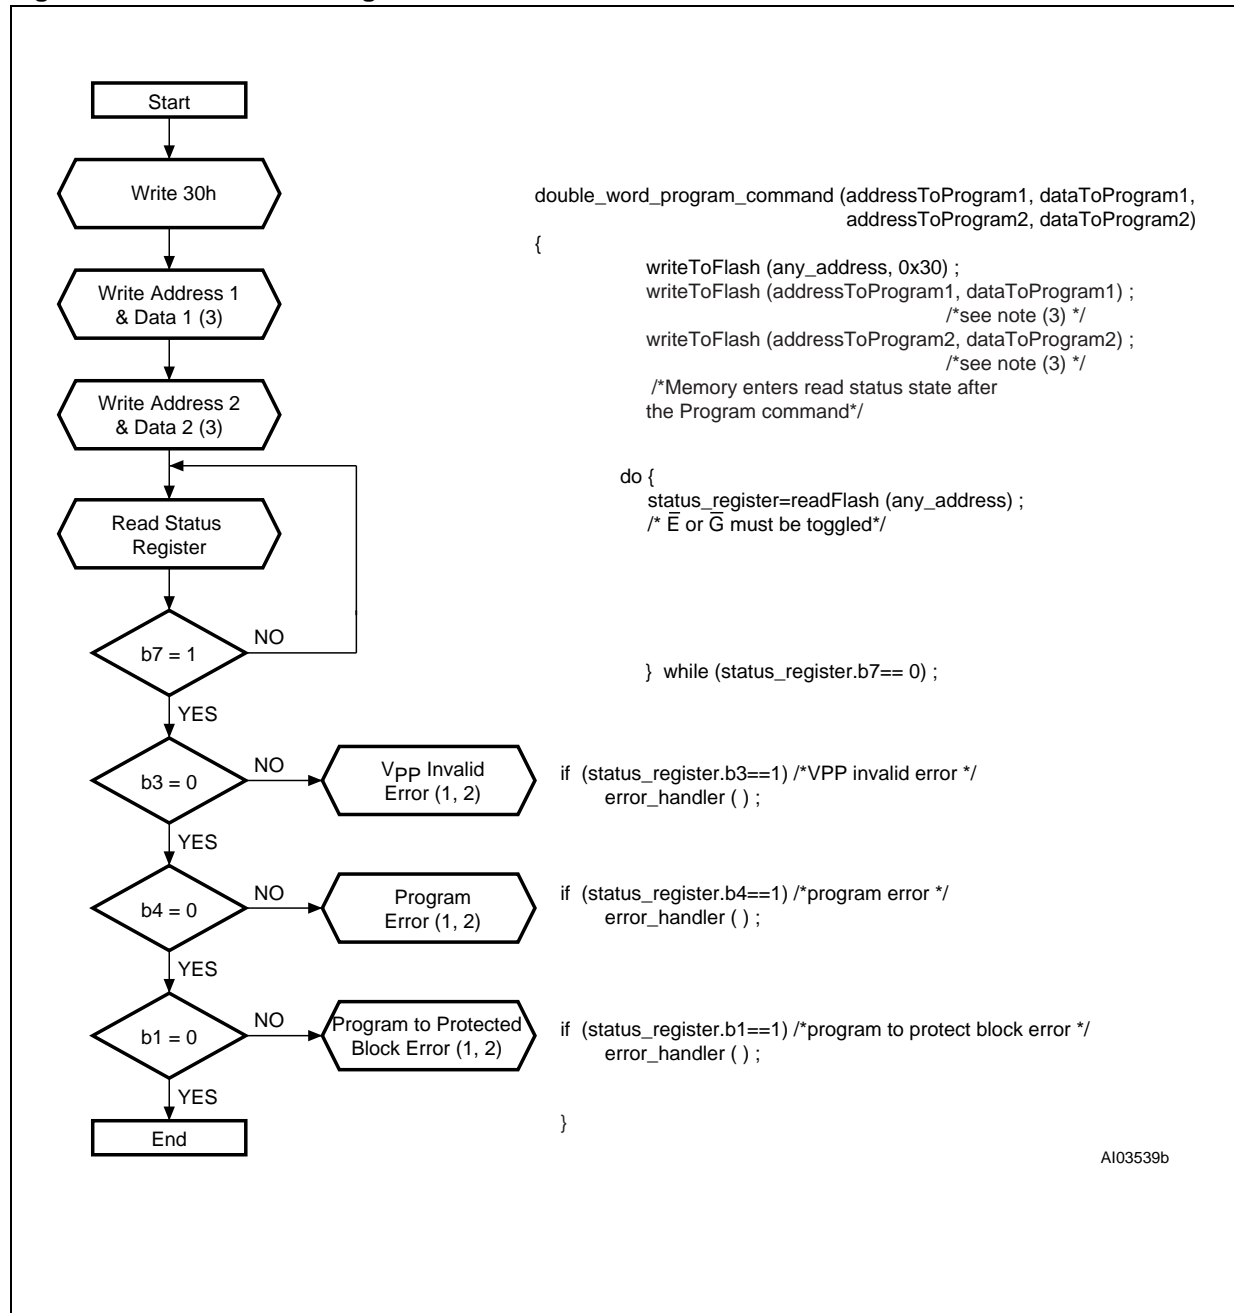 Start
Write 30h
Write Address 1
& Data 1 (3)
Write Address 2
& Data 2 (3)
Read Status
Register
b7 = 1
NO
YES
b3 = 0
NO
VPP Invalid
Error (1, 2)
YES
b4 = 0
NO
Program
Error (1, 2)
YES
b1 = 0
NO
Program to Protected
Block Error (1, 2)
YES
End
double_word_program_command (addressToProgram1, dataToProgram1,
addressToProgram2, dataToProgram2)
{
writeToFlash (any_address, 0x30) ;
writeToFlash (addressToProgram1, dataToProgram1) ;
/*see note (3) */
writeToFlash (addressToProgram2, dataToProgram2) ;
/*see note (3) */
/*Memory enters read status state after
the Program command*/
do {
status_register=readFlash (any_address) ;
/* E̅ or G̅ must be toggled*/
} while (status_register.b7== 0) ;
if (status_register.b3==1) /*VPP invalid error */
error_handler ( ) ;
if (status_register.b4==1) /*program error */
error_handler ( ) ;
if (status_register.b1==1) /*program to protect block error */
error_handler ( ) ;
}
AI03539b